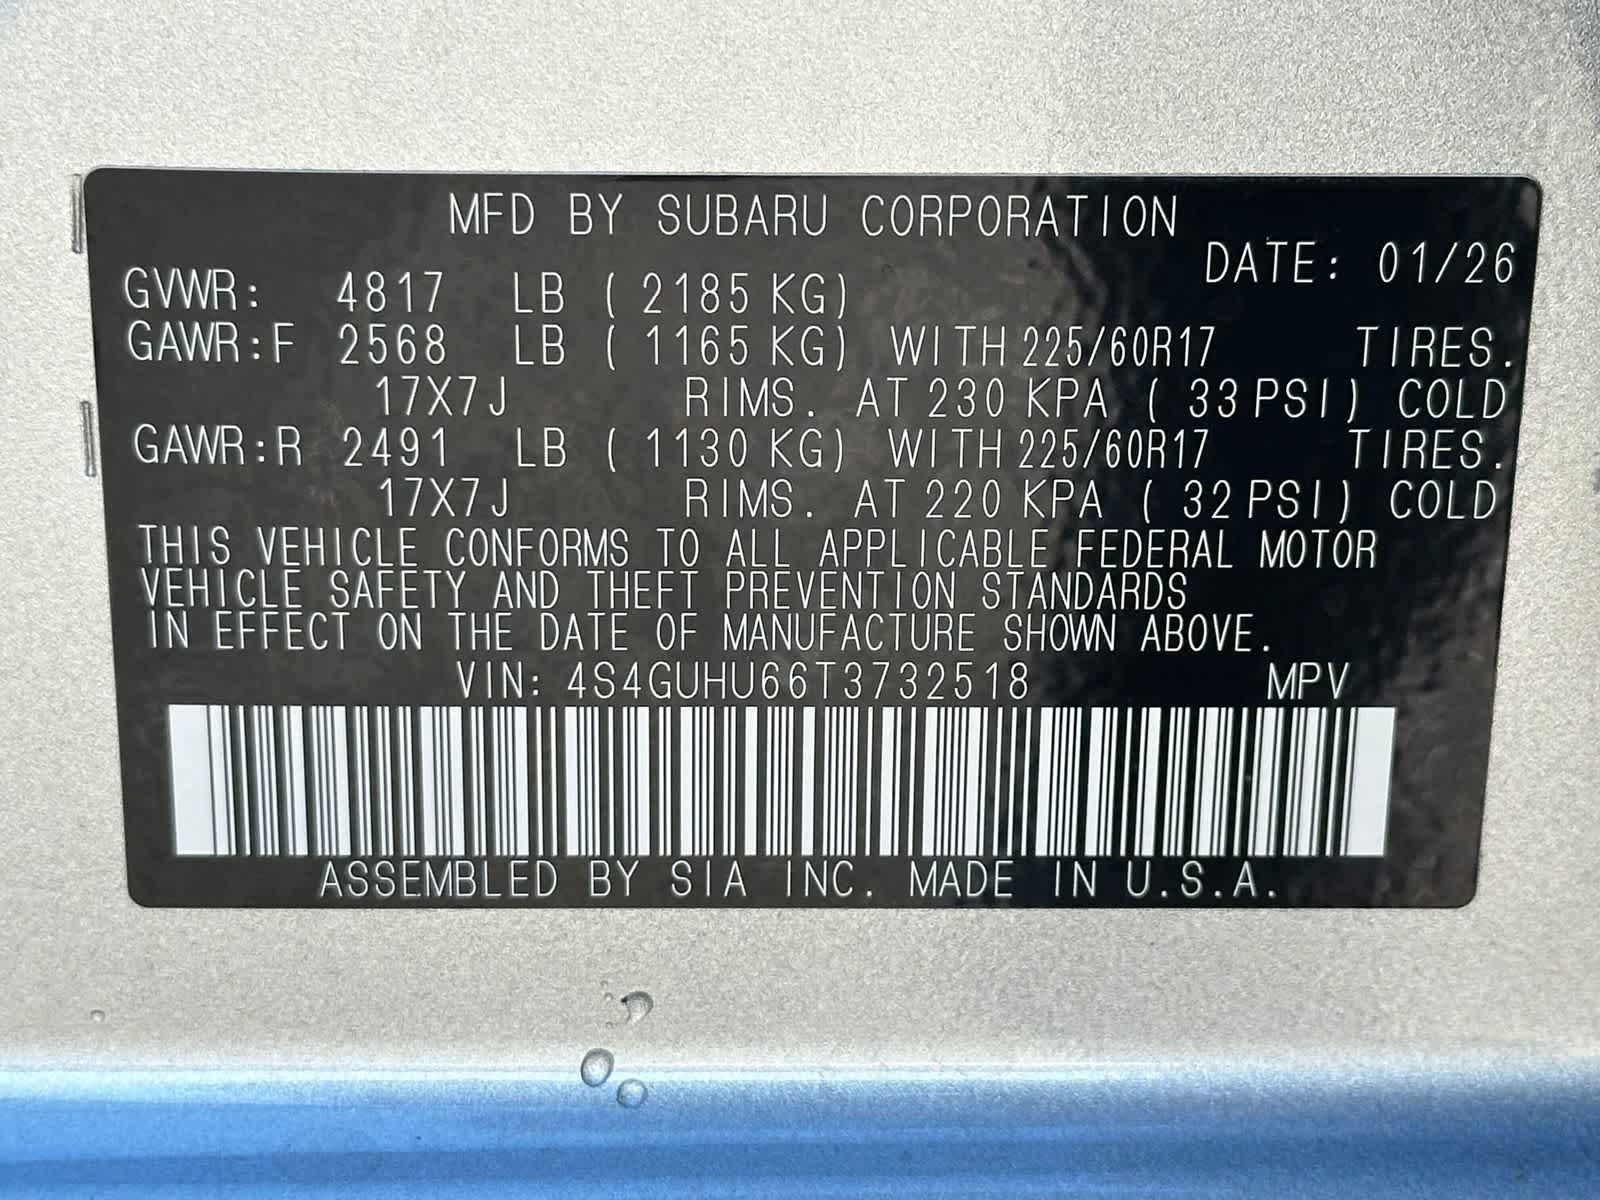 MFD BY SUBARU CORPORATION
DATE: 01/26
GVWR: 4817 LB ( 2185 KG)
GAWR:F 2568 LB ( 1165 KG) WITH 225/60R17 TIRES.
17X7J RIMS. AT 230 KPA ( 33 PSI) COLD
GAWR:R 2491 LB ( 1130 KG) WITH 225/60R17 TIRES.
17X7J RIMS. AT 220 KPA ( 32 PSI) COLD
THIS VEHICLE CONFORMS TO ALL APPLICABLE FEDERAL MOTOR
VEHICLE SAFETY AND THEFT PREVENTION STANDARDS
IN EFFECT ON THE DATE OF MANUFACTURE SHOWN ABOVE.
VIN: 4S4GUHU66T3732518 MPV
ASSEMBLED BY SIA INC. MADE IN U.S.A.